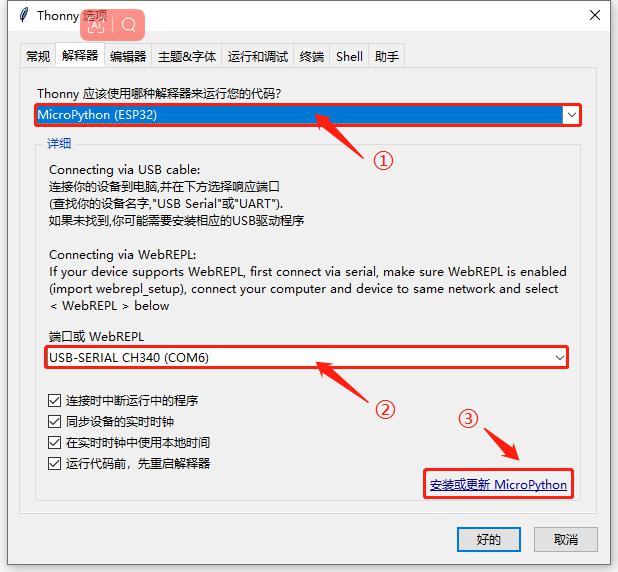 Thonny 选项
AI
常规 解释器 编辑器 主题&字体 运行和调试 终端 Shell 助手
Thonny 应该使用哪种解释器来运行您的代码?
MicroPython (ESP32)
①
详细
Connecting via USB cable:
连接你的设备到电脑,并在下方选择响应端口
(查找你的设备名字,"USB Serial"或"UART").
如果未找到,你可能需要安装相应的USB驱动程序
Connecting via WebREPL:
If your device supports WebREPL, first connect via serial, make sure WebREPL is enabled
(import webrepl_setup), connect your computer and device to same network and select
< WebREPL > below
端口或 WebREPL
USB-SERIAL CH340 (COM6)
②
连接时中断运行中的程序
同步设备的实时时钟
在实时时钟中使用本地时间
运行代码前，先重启解释器
③
安装或更新 MicroPython
好的 取消